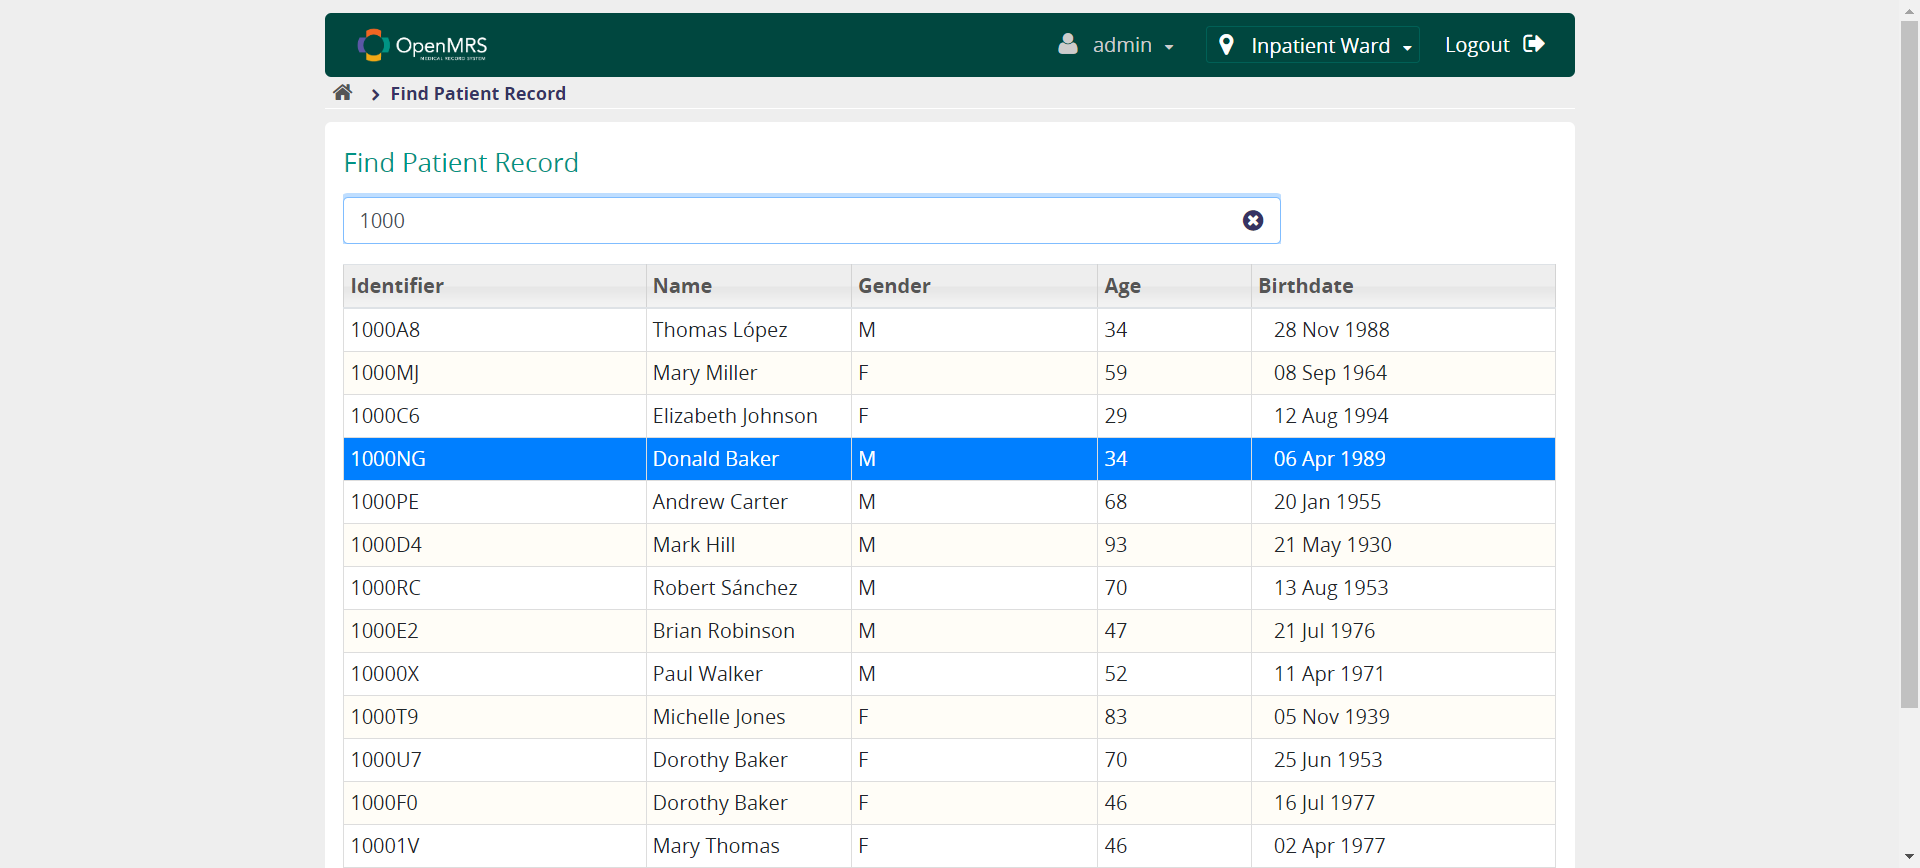 OpenMRS
MEDICAL RECORD SYSTEM
admin
Inpatient Ward
Logout
Find Patient Record
Find Patient Record
1000
Identifier Name Gender Age Birthdate
1000A8 Thomas López M 34 28 Nov 1988
1000MJ Mary Miller F 59 08 Sep 1964
1000C6 Elizabeth Johnson F 29 12 Aug 1994
1000NG Donald Baker M 34 06 Apr 1989
1000PE Andrew Carter M 68 20 Jan 1955
1000D4 Mark Hill M 93 21 May 1930
1000RC Robert Sánchez M 70 13 Aug 1953
1000E2 Brian Robinson M 47 21 Jul 1976
10000X Paul Walker M 52 11 Apr 1971
1000T9 Michelle Jones F 83 05 Nov 1939
1000U7 Dorothy Baker F 70 25 Jun 1953
1000F0 Dorothy Baker F 46 16 Jul 1977
10001V Mary Thomas F 46 02 Apr 1977